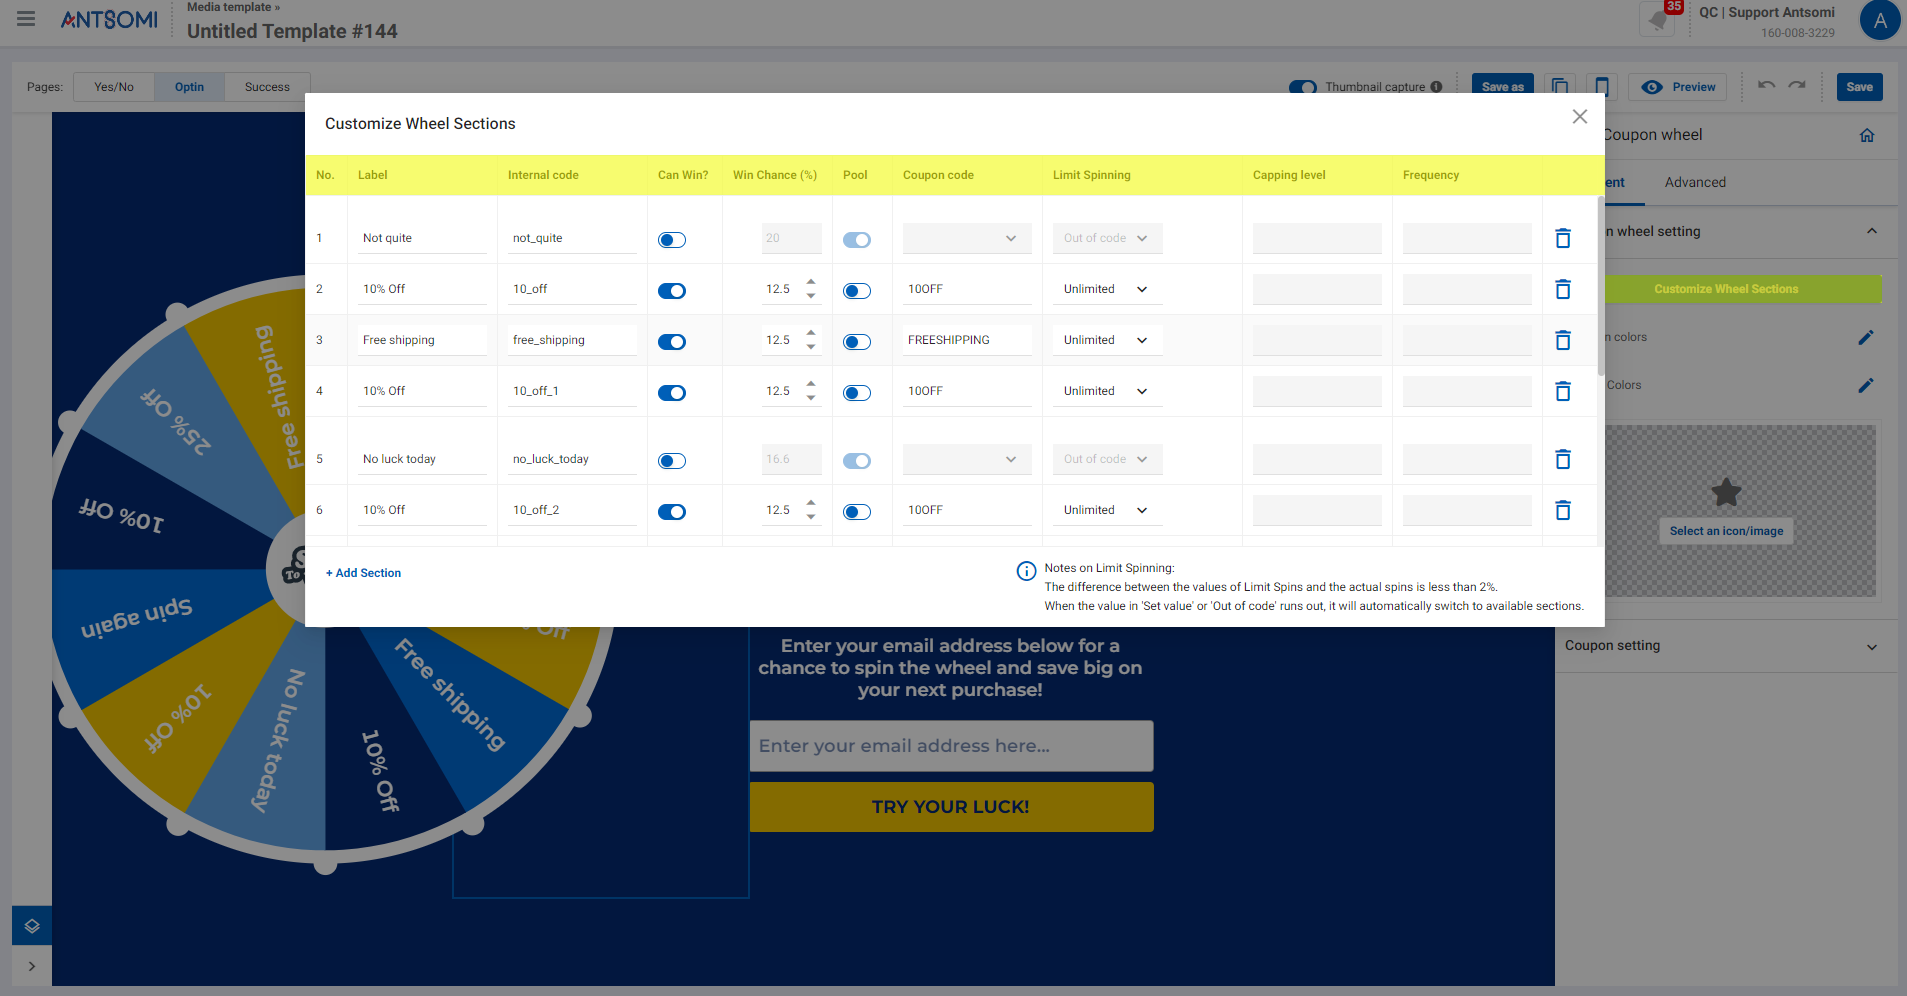 ANTSOMI
Media template »
Untitled Template #144
35
QC | Support Antsomi
160-008-3229
A
Pages:
Yes/No
Optin
Success
Thumbnail capture
Save as
Preview
Save
Customize Wheel Sections
Coupon wheel
ent
Advanced
n wheel setting
Customize Wheel Sections
n colors
Colors
Select an icon/image
Coupon setting
No. Label Internal code Can Win? Win Chance (%) Pool Coupon code Limit Spinning Capping level Frequency
1 Not quite not_quite 20 Out of code
2 10% Off 10_off 12.5 10OFF Unlimited
3 Free shipping free_shipping 12.5 FREESHIPPING Unlimited
4 10% Off 10_off_1 12.5 10OFF Unlimited
5 No luck today no_luck_today 16.6 Out of code
6 10% Off 10_off_2 12.5 10OFF Unlimited
+ Add Section
Notes on Limit Spinning:
The difference between the values of Limit Spins and the actual spins is less than 2%.
When the value in 'Set value' or 'Out of code' runs out, it will automatically switch to available sections.
Free shipping
25% Off
10% Off
Spin again
10% Off
No luck today
10% Off
Free shipping
Off
To
Enter your email address below for a
chance to spin the wheel and save big on
your next purchase!
Enter your email address here...
TRY YOUR LUCK!